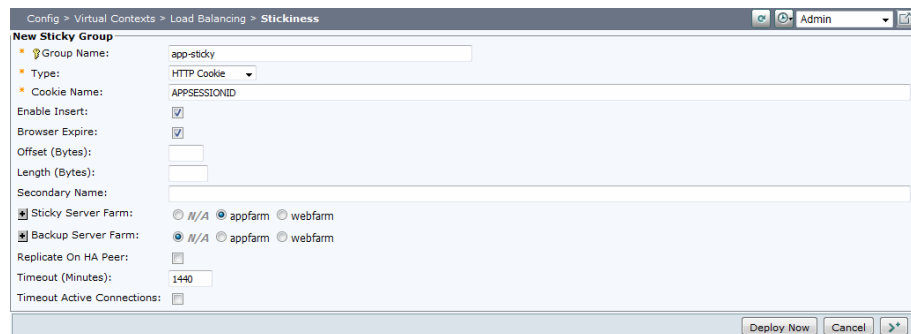 Config > Virtual Contexts > Load Balancing > Stickiness Admin
New Sticky Group
* Group Name: app-sticky
* Type: HTTP Cookie
* Cookie Name: APPSESSIONID
Enable Insert:
Browser Expire:
Offset (Bytes):
Length (Bytes):
Secondary Name:
Sticky Server Farm: N/A appfarm webfarm
Backup Server Farm: N/A appfarm webfarm
Replicate On HA Peer:
Timeout (Minutes): 1440
Timeout Active Connections:
Deploy Now Cancel